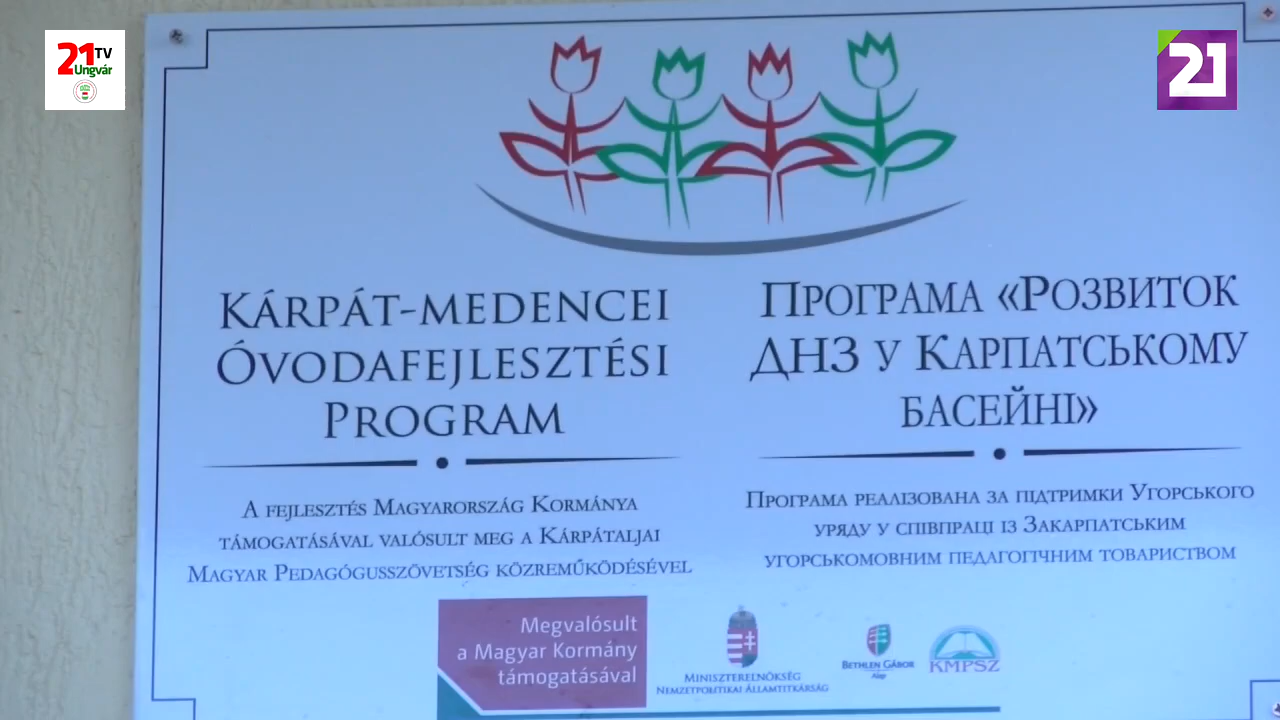 21 TV
Ungvár
21
KÁRPÁT-MEDENCEI
ÓVODAFEJLESZTÉSI
PROGRAM
ПРОГРАМА «РОЗВИТОК
ДНЗ У КАРПАТСЬКОМУ
БАСЕЙНІ»
A FEJLESZTÉS MAGYARORSZÁG KORMÁNYA
TÁMOGATÁSÁVAL VALÓSULT MEG A KÁRPÁTALJAI
MAGYAR PEDAGÓGUSSZÖVETSÉG KÖZREMŰKÖDÉSÉVEL
ПРОГРАМА РЕАЛІЗОВАНА ЗА ПІДТРИМКИ УГОРСЬКОГО
УРЯДУ У СПІВПРАЦІ ІЗ ЗАКАРПАТСЬКИМ
УГОРСЬКОМОВНИМ ПЕДАГОГІЧНИМ ТОВАРИСТВОМ
Megvalósult
a Magyar Kormány
támogatásával
MINISZTERELNÖKSÉG
NEMZETPOLITIKAI ÁLLAMTITKÁRSÁG
BETHLEN GÁBOR
Alap
KMPSZ